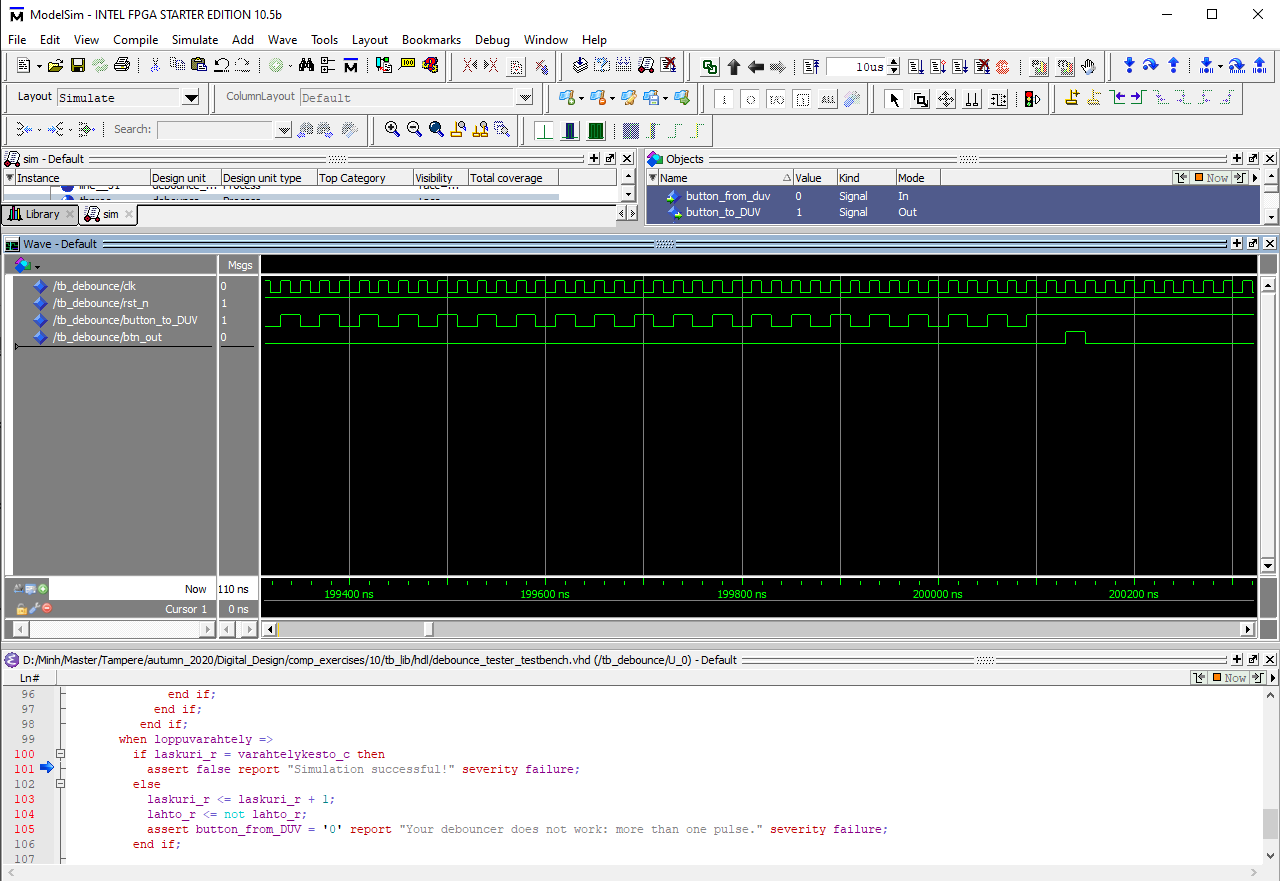 ModelSim - INTEL FPGA STARTER EDITION 10.5b
File Edit View Compile Simulate Add Wave Tools Layout Bookmarks Debug Window Help
10us
Layout Simulate ColumnLayout Default
Search:
sim - Default
Instance Design unit Design unit type Top Category Visibility Total coverage
Library sim
Objects
Name Value Kind Mode Now
button_from_duv 0 Signal In
button_to_DUV 1 Signal Out
Wave - Default
Msgs
/tb_debounce/clk 0
/tb_debounce/rst_n 1
/tb_debounce/button_to_DUV 1
/tb_debounce/btn_out 0
Now 110 ns
Cursor 1 0 ns
199400 ns 199600 ns 199800 ns 200000 ns 200200 ns
D:/Minh/Master/Tampere/autumn_2020/Digital_Design/comp_exercises/10/tb_lib/hdl/debounce_tester_testbench.vhd (/tb_debounce/U_0) - Default
Ln# Now
96 end if;
97 end if;
98 end if;
99 when loppuvarahtely =>
100 if laskuri_r = varahtelykesto_c then
101 assert false report "Simulation successful!" severity failure;
102 else
103 laskuri_r <= laskuri_r + 1;
104 lahto_r <= not lahto_r;
105 assert button_from_DUV = '0' report "Your debouncer does not work: more than one pulse." severity failure;
106 end if;
107